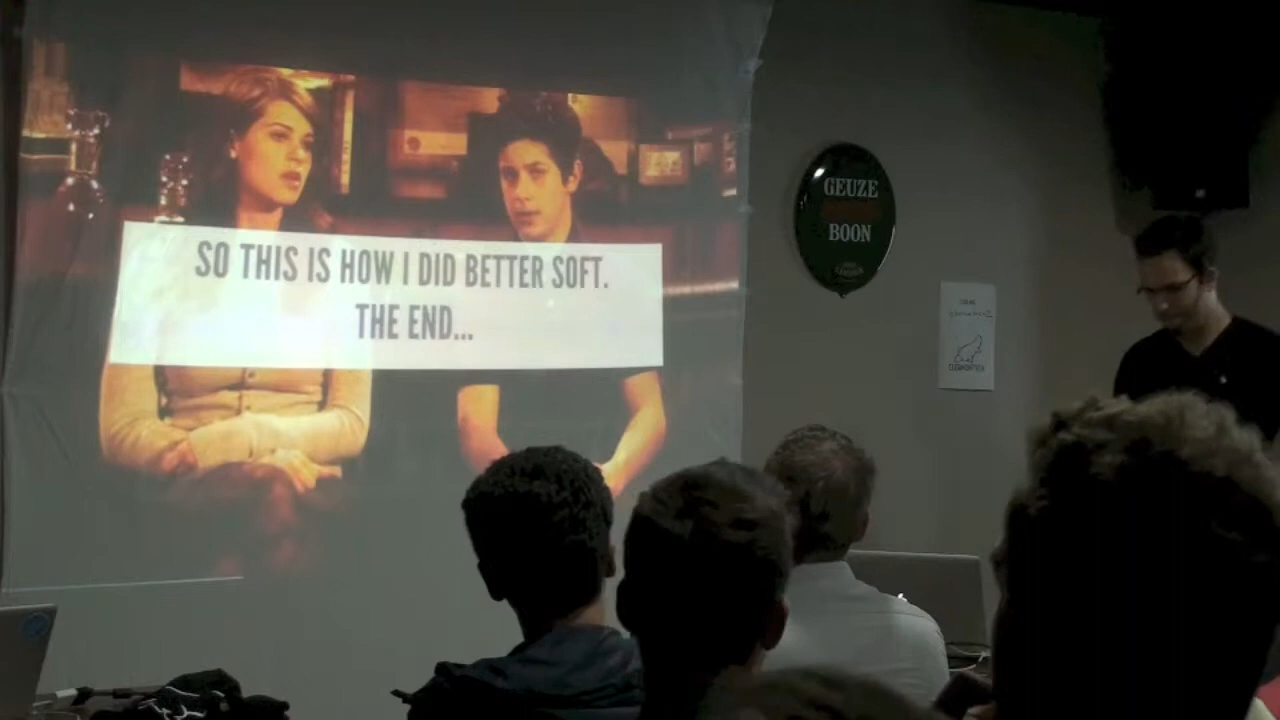 SO THIS IS HOW I DID BETTER SOFT.
THE END...
GEUZE
BOON